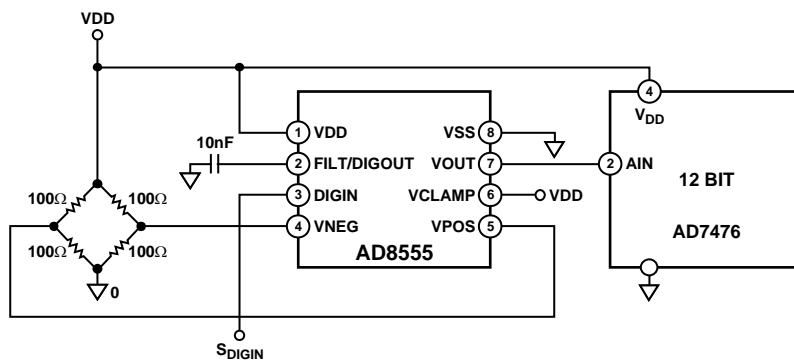 VDD
4
V_DD
10nF
1 VDD
VSS 8
2 FILT/DIGOUT
VOUT 7
2 AIN
12 BIT
100Ω
100Ω
3 DIGIN
VCLAMP 6
VDD
4 VNEG
VPOS 5
AD7476
100Ω
100Ω
AD8555
0
S_DIGIN